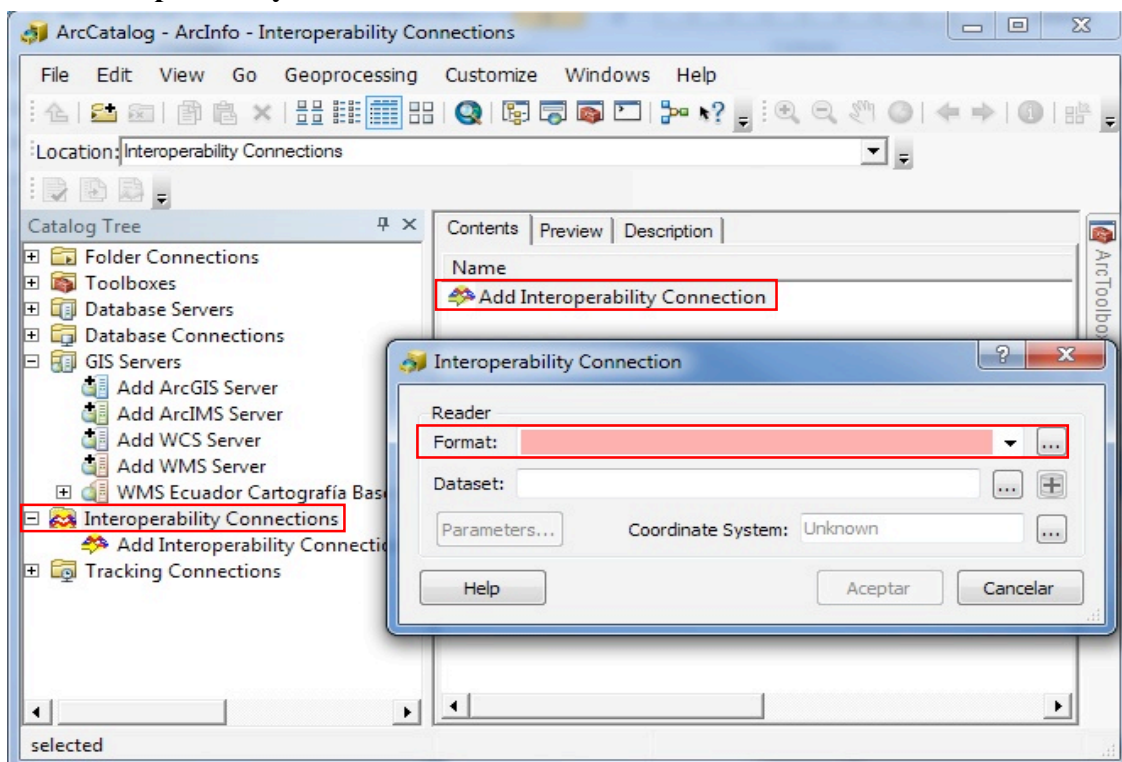 ArcCatalog - ArcInfo - Interoperability Connections
File Edit View Go Geoprocessing Customize Windows Help
Location: Interoperability Connections
Catalog Tree
Folder Connections
Toolboxes
Database Servers
Database Connections
GIS Servers
Add ArcGIS Server
Add ArcIMS Server
Add WCS Server
Add WMS Server
WMS Ecuador Cartografía Bas
Interoperability Connections
Add Interoperability Connectio
Tracking Connections
Contents Preview Description
Name
Add Interoperability Connection
ArcToolbox
Interoperability Connection
Reader
Format:
Dataset:
Parameters... Coordinate System: Unknown
Help Aceptar Cancelar
selected